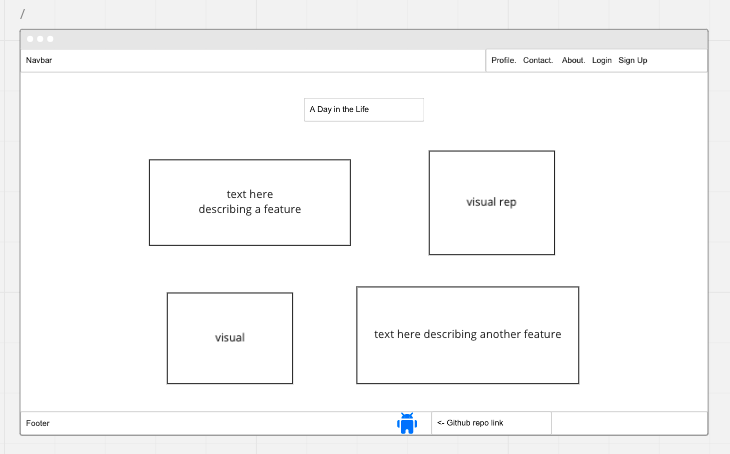 /
Navbar
Profile. Contact. About. Login Sign Up
A Day in the Life
text here
describing a feature
visual rep
visual
text here describing another feature
Footer
<- Github repo link